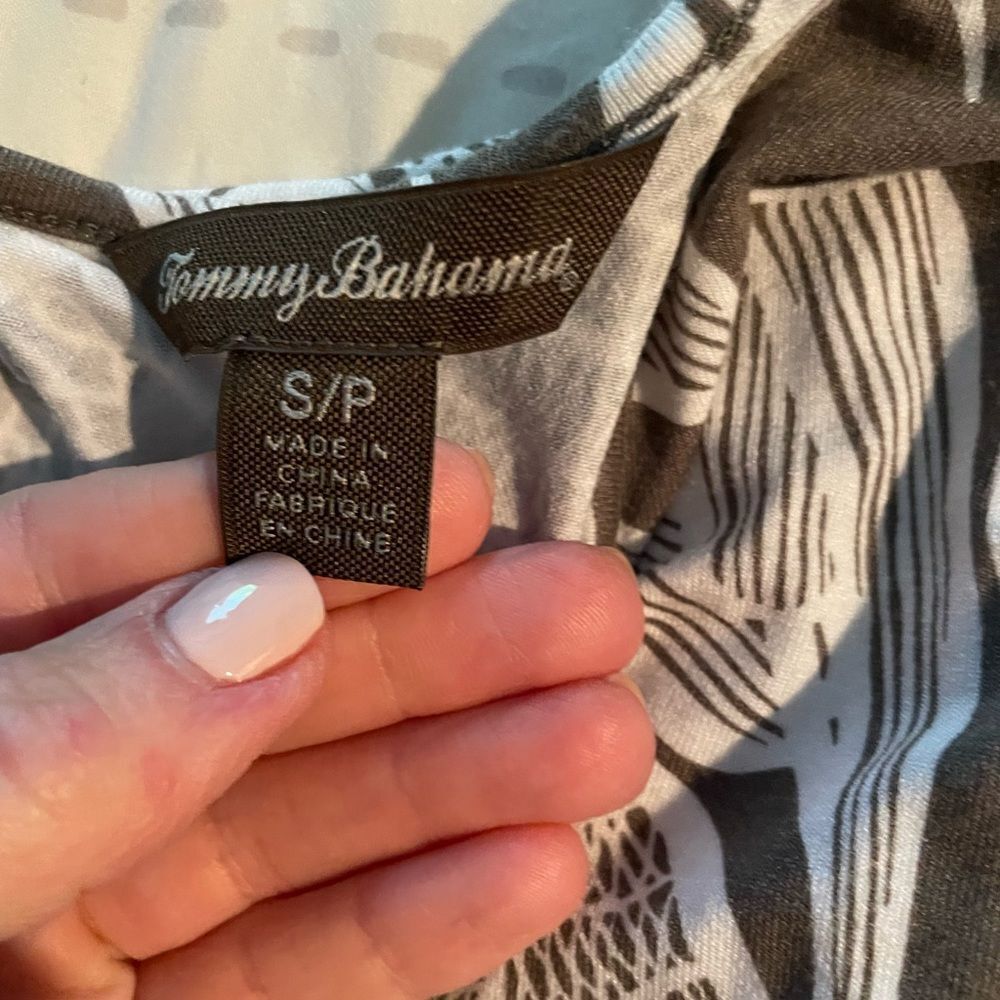 Tommy Bahama®
S/P
MADE IN
CHINA
FABRIQUE
EN CHINE